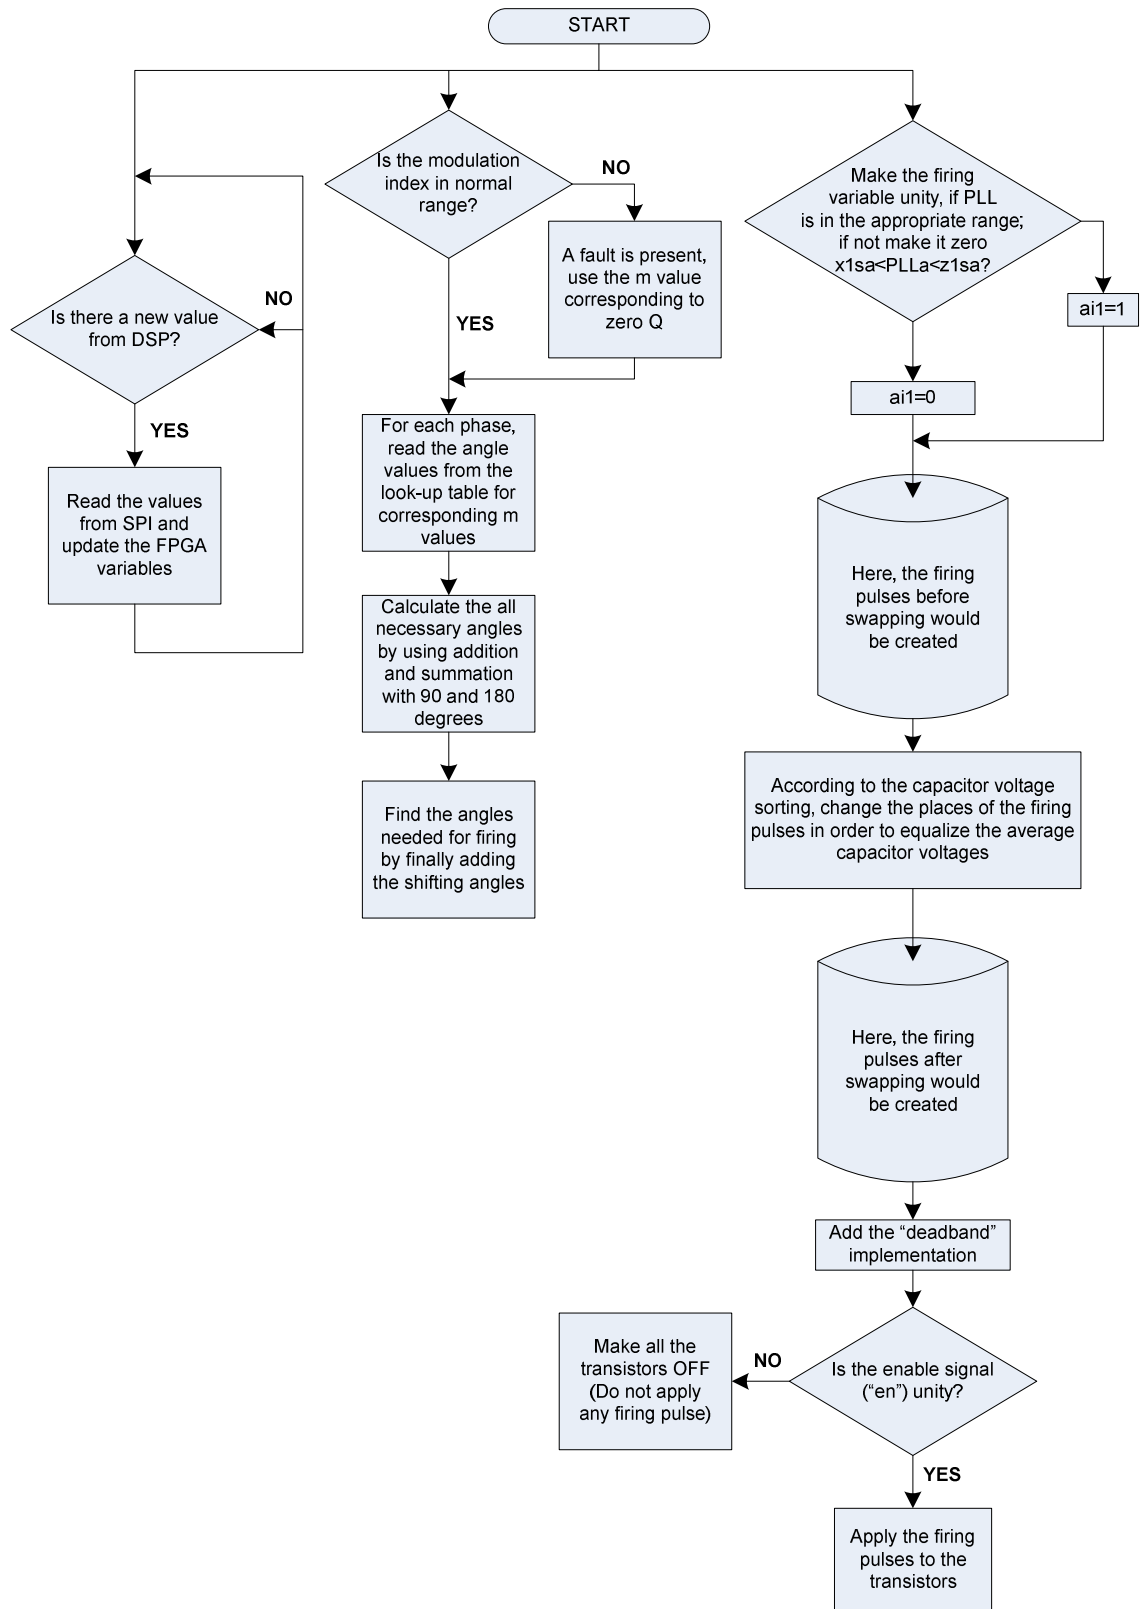 START
Is there a new value
from DSP?
NO
YES
Read the values
from SPI and
update the FPGA
variables
Is the modulation
index in normal
range?
NO
A fault is present,
use the m value
corresponding to
zero Q
YES
For each phase,
read the angle
values from the
look-up table for
corresponding m
values
Calculate the all
necessary angles
by using addition
and summation
with 90 and 180
degrees
Find the angles
needed for firing
by finally adding
the shifting angles
Make the firing
variable unity, if PLL
is in the appropriate range;
if not make it zero
x1sa<PLLa<z1sa?
ai1=1
ai1=0
Here, the firing
pulses before
swapping would
be created
According to the capacitor voltage
sorting, change the places of the firing
pulses in order to equalize the average
capacitor voltages
Here, the firing
pulses after
swapping would
be created
Add the “deadband”
implementation
Is the enable signal
(“en”) unity?
NO
Make all the
transistors OFF
(Do not apply
any firing pulse)
YES
Apply the firing
pulses to the
transistors